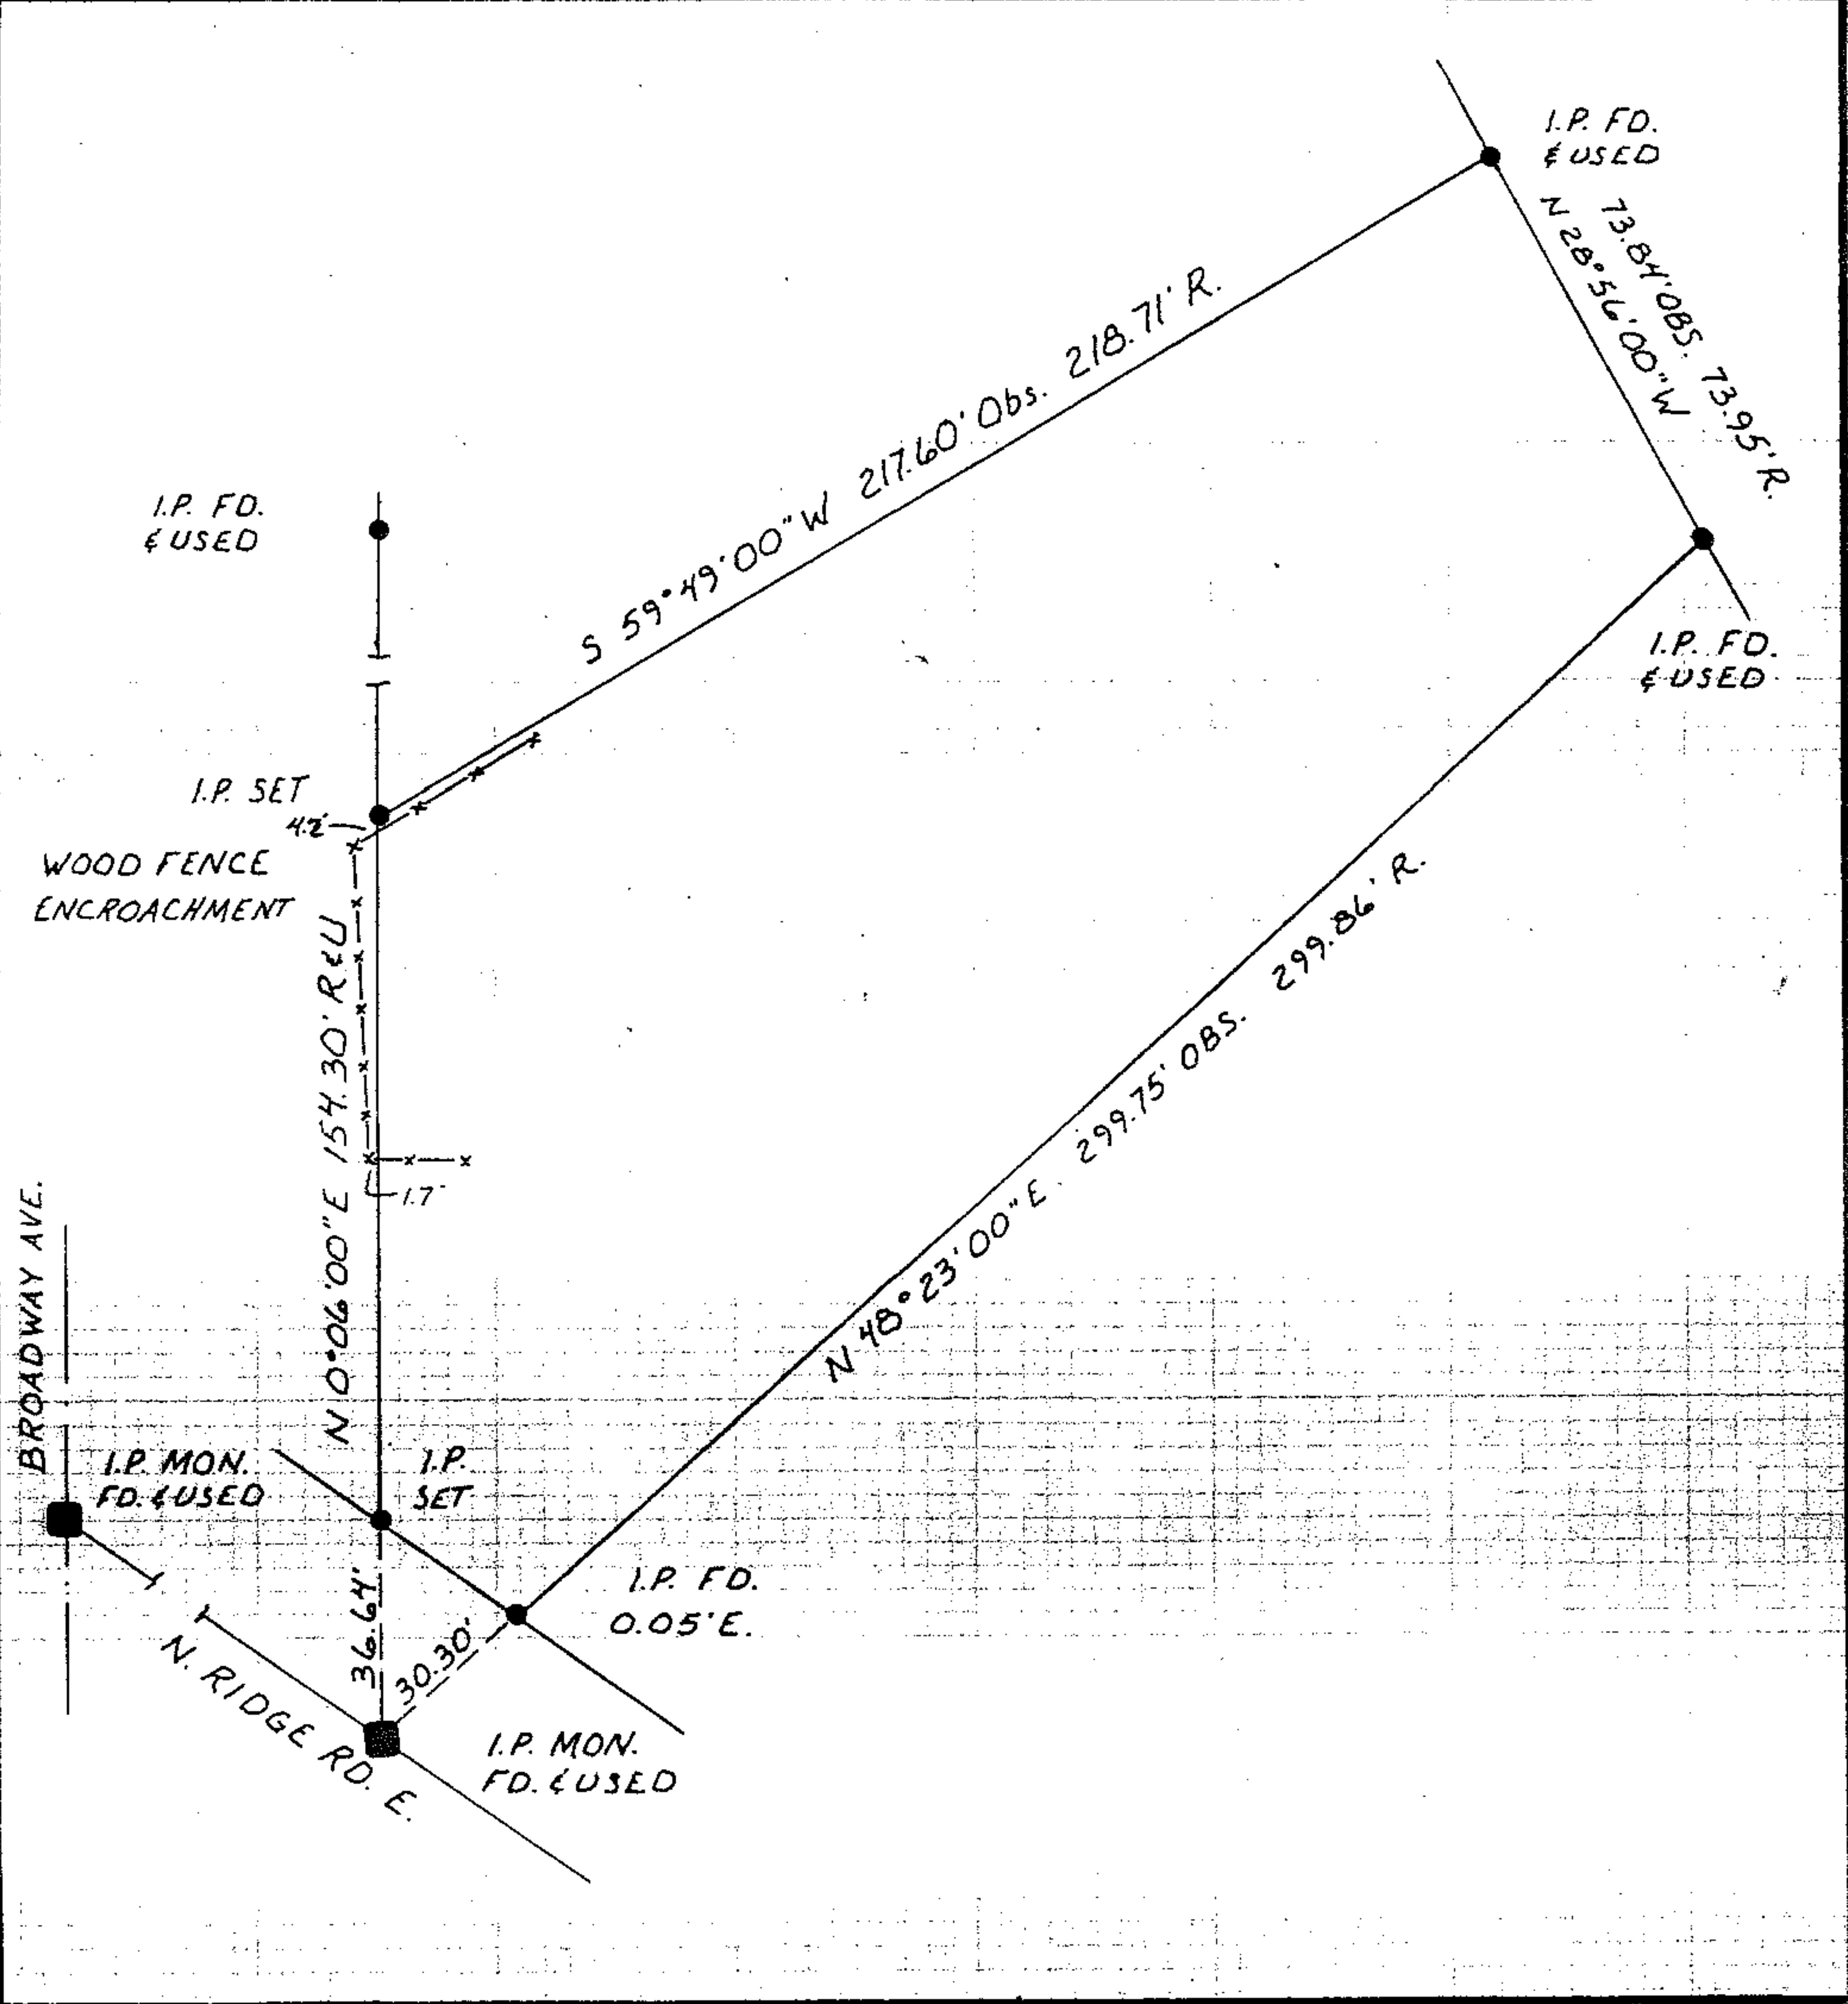 I.P. FD.
& USED
73.84' OBS. 73.95' R.
N 28°56'00" W
S 59°49'00" W 217.60' Obs. 218.71' R.
I.P. FD.
& USED
I.P. FD.
& USED
I.P. SET
4.2'
WOOD FENCE
ENCROACHMENT
N 0°06'00" E 154.30' R&U
1.7'
N 48°23'00" E. 299.75' OBS. 299.86' R.
BROADWAY AVE.
I.P. MON.
FD. & USED
I.P.
SET
I.P. FD.
0.05' E.
36.64'
30.30'
N. RIDGE RD. E.
I.P. MON.
FD. & USED